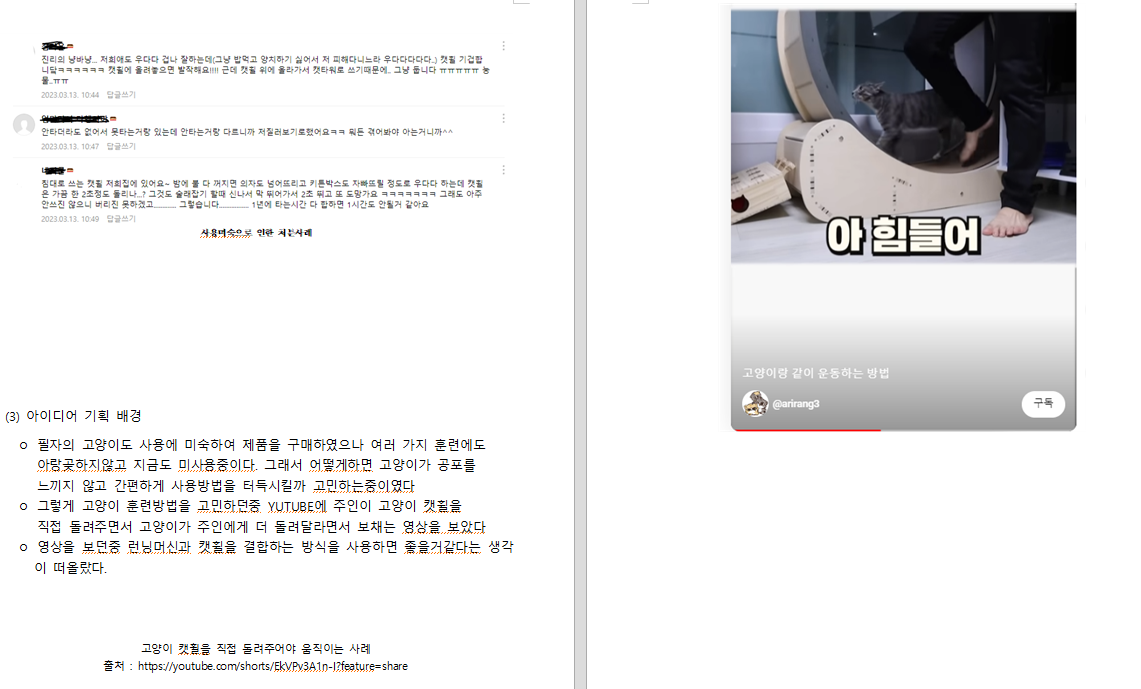 진리의 냥바냥... 저희애도 우다다 겁나 잘하는데(그냥 밥먹고 양치하기 싫어서 저 피해다니느라 우다다다다다..) 캣휠 기겁합
니닼ㅋㅋㅋㅋㅋㅋ 캣휠에 올려놓으면 발작해요!!!! 근데 캣휠 위에 올라가서 캣타워로 쓰기때문에.. 그냥 둡니다 ㅠㅠㅠㅠㅠ 눙
물..ㅠㅠ
2023.03.13. 10:44 답글쓰기
안타더라도 없어서 못타는거랑 있는데 안타는거랑 다르니까 저질러보기로했어요ㅋㅋ 뭐든 겪어봐야 아는거니까^^
2023.03.13. 10:47 답글쓰기
침대로 쓰는 캣휠 저희집에 있어요~ 밤에 불 다 꺼지면 의자도 넘어뜨리고 키튼박스도 자빠뜨릴 정도로 우다다 하는데 캣휠
은 가끔 한 2초정도 돌리나...? 그것도 술래잡기 할때 신나서 막 뛰어가서 2초 뛰고 또 도망가요 ㅋㅋㅋㅋㅋㅋㅋ 그래도 아주
안쓰진 않으니 버리진 못하겠고............ 그렇습니다................ 1년에 타는시간 다 합하면 1시간도 안될거 같아요
2023.03.13. 10:49 답글쓰기
사용미숙으로 인한 처분사례
(3) 아이디어 기획 배경
ㅇ 필자의 고양이도 사용에 미숙하여 제품을 구매하였으나 여러 가지 훈련에도
아랑곳하지않고 지금도 미사용중이다. 그래서 어떻게하면 고양이가 공포를
느끼지 않고 간편하게 사용방법을 터득시킬까 고민하는중이였다
ㅇ 그렇게 고양이 훈련방법을 고민하던중 YUTUBE에 주인이 고양이 캣휠을
직접 돌려주면서 고양이가 주인에게 더 돌려달라면서 보채는 영상을 보았다
ㅇ 영상을 보던중 런닝머신과 캣휠을 결합하는 방식을 사용하면 좋을거같다는 생각
이 떠올랐다.
고양이 캣휠을 직접 돌려주어야 움직이는 사례
출처 : https://youtube.com/shorts/EkVPv3A1n-I?feature=share
아 힘들어
고양이랑 같이 운동하는 방법
@arirang3
구독